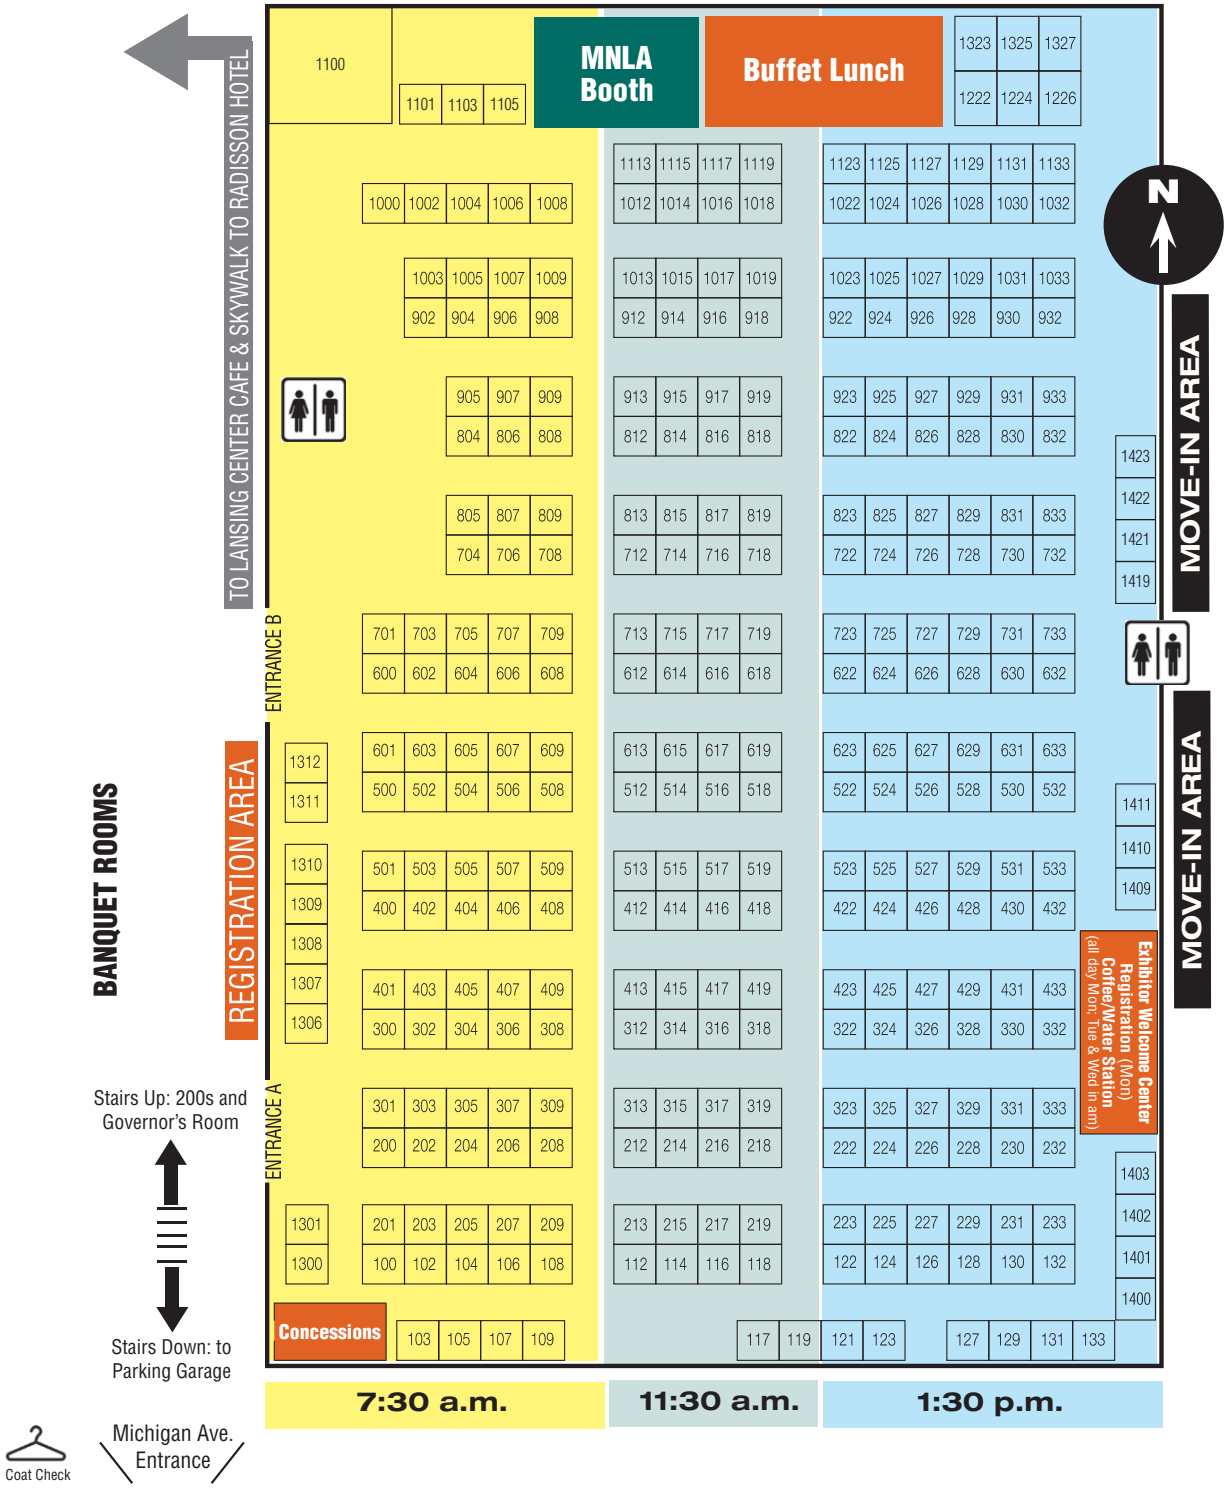 1100
1101 1103 1105
MNLA
Booth
Buffet Lunch
1323 1325 1327
1222 1224 1226
1113 1115 1117 1119
1123 1125 1127 1129 1131 1133
1000 1002 1004 1006 1008
1012 1014 1016 1018
1022 1024 1026 1028 1030 1032
N
1003 1005 1007 1009
1013 1015 1017 1019
1023 1025 1027 1029 1031 1033
902 904 906 908
912 914 916 918
922 924 926 928 930 932
TO LANSING CENTER CAFE & SKYWALK TO RADISSON HOTEL
MOVE-IN AREA
905 907 909
913 915 917 919
923 925 927 929 931 933
804 806 808
812 814 816 818
822 824 826 828 830 832
1423
1422
1421
1419
805 807 809
813 815 817 819
823 825 827 829 831 833
704 706 708
712 714 716 718
722 724 726 728 730 732
ENTRANCE B
701 703 705 707 709
713 715 717 719
723 725 727 729 731 733
600 602 604 606 608
612 614 616 618
622 624 626 628 630 632
BANQUET ROOMS
REGISTRATION AREA
1312
1311
601 603 605 607 609
613 615 617 619
623 625 627 629 631 633
500 502 504 506 508
512 514 516 518
522 524 526 528 530 532
1411
1410
1409
MOVE-IN AREA
1310
1309
1308
1307
1306
501 503 505 507 509
513 515 517 519
523 525 527 529 531 533
400 402 404 406 408
412 414 416 418
422 424 426 428 430 432
Exhibitor Welcome Center
Registration (Mon)
Coffee/Water Station
(all day Mon; Tue & Wed in am)
401 403 405 407 409
413 415 417 419
423 425 427 429 431 433
300 302 304 306 308
312 314 316 318
322 324 326 328 330 332
Stairs Up: 200s and
Governor's Room
ENTRANCE A
301 303 305 307 309
313 315 317 319
323 325 327 329 331 333
200 202 204 206 208
212 214 216 218
222 224 226 228 230 232
1403
1402
1401
1400
1301
1300
201 203 205 207 209
213 215 217 219
223 225 227 229 231 233
100 102 104 106 108
112 114 116 118
122 124 126 128 130 132
Concessions
103 105 107 109
117 119 121 123
127 129 131 133
Stairs Down: to
Parking Garage
7:30 a.m.
11:30 a.m.
1:30 p.m.
Michigan Ave.
Entrance
Coat Check